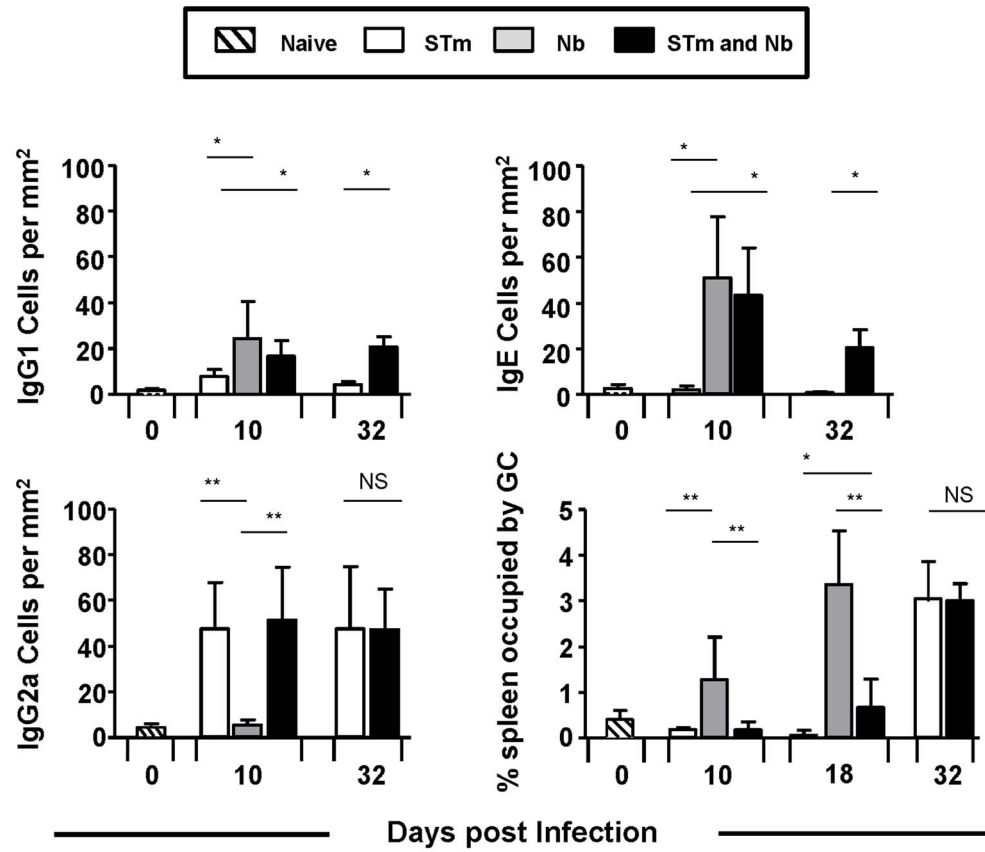 Naive STm Nb STm and Nb
IgG1 Cells per mm²
100
80
60
40
20
0
* * *
0 10 32
IgE Cells per mm²
100
80
60
40
20
0
* * *
0 10 32
IgG2a Cells per mm²
100
80
60
40
20
0
** ** NS
0 10 32
% spleen occupied by GC
5
4
3
2
1
0
** ** * ** NS
0 10 18 32
Days post Infection